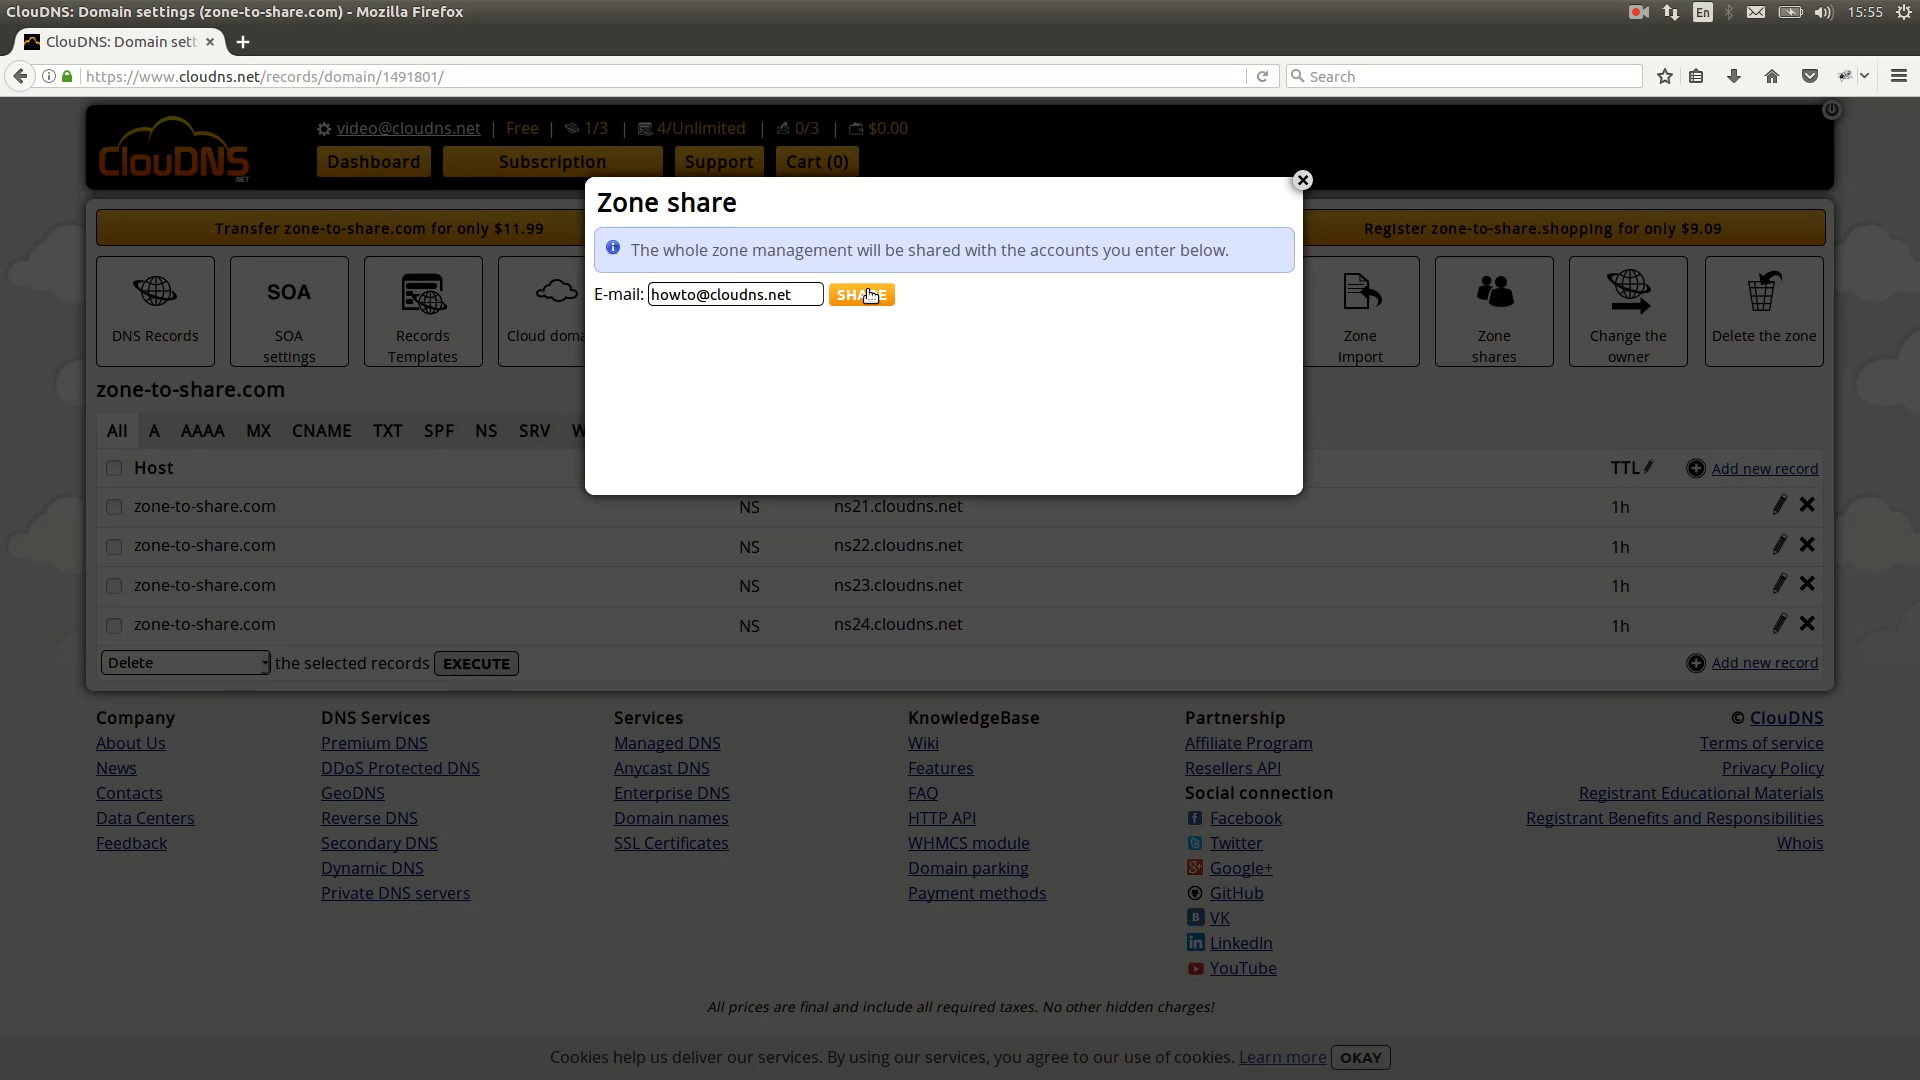 ClouDNS: Domain settings (zone-to-share.com) - Mozilla Firefox
En
15:55
ClouDNS: Domain sett
https://www.cloudns.net/records/domain/1491801/
Search
ClouDNS
.NET
video@cloudns.net | Free | 1/3 | 4/Unlimited | 0/3 | $0.00
Dashboard
Subscription
Support
Cart (0)
Zone share
The whole zone management will be shared with the accounts you enter below.
E-mail: howto@cloudns.net
Transfer zone-to-share.com for only $11.99
Register zone-to-share.shopping for only $9.09
DNS Records
SOA
SOA
settings
Records
Templates
Cloud doma
Zone
Import
Zone
shares
Change the
owner
Delete the zone
zone-to-share.com
All A AAAA MX CNAME TXT SPF NS SRV W
Host
TTL
Add new record
zone-to-share.com NS ns21.cloudns.net 1h
zone-to-share.com NS ns22.cloudns.net 1h
zone-to-share.com NS ns23.cloudns.net 1h
zone-to-share.com NS ns24.cloudns.net 1h
Delete the selected records EXECUTE
Add new record
Company
About Us
News
Contacts
Data Centers
Feedback
DNS Services
Premium DNS
DDoS Protected DNS
GeoDNS
Reverse DNS
Secondary DNS
Dynamic DNS
Private DNS servers
Services
Managed DNS
Anycast DNS
Enterprise DNS
Domain names
SSL Certificates
KnowledgeBase
Wiki
Features
FAQ
HTTP API
WHMCS module
Domain parking
Payment methods
Partnership
Affiliate Program
Resellers API
Social connection
Facebook
Twitter
Google+
GitHub
VK
LinkedIn
YouTube
© ClouDNS
Terms of service
Privacy Policy
Registrant Educational Materials
Registrant Benefits and Responsibilities
Whois
All prices are final and include all required taxes. No other hidden charges!
Cookies help us deliver our services. By using our services, you agree to our use of cookies. Learn more OKAY